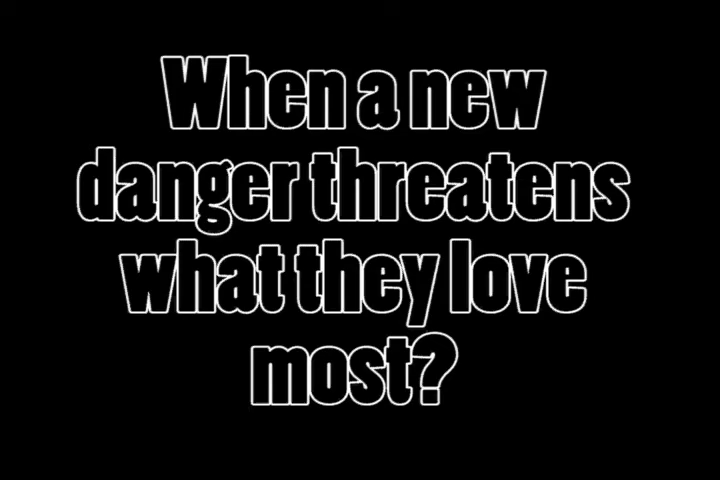 When a new
danger threatens
what they love
most?